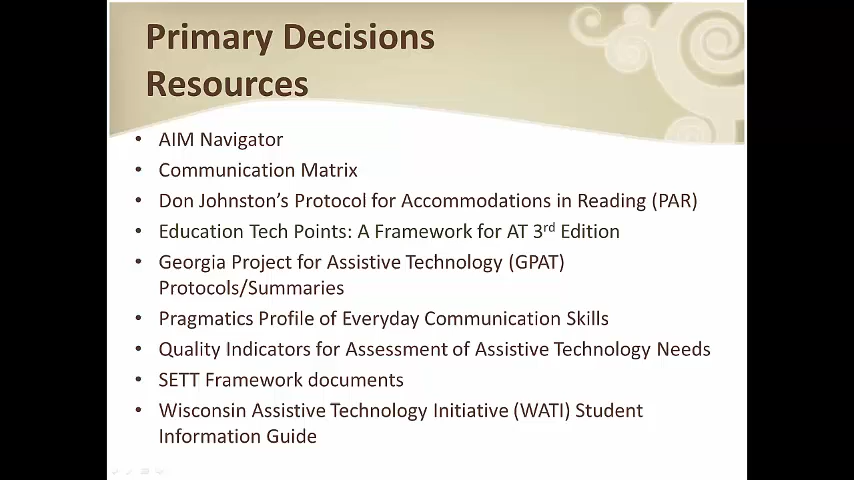 Primary Decisions
Resources
• AIM Navigator
• Communication Matrix
• Don Johnston's Protocol for Accommodations in Reading (PAR)
• Education Tech Points: A Framework for AT 3rd Edition
• Georgia Project for Assistive Technology (GPAT)
Protocols/Summaries
• Pragmatics Profile of Everyday Communication Skills
• Quality Indicators for Assessment of Assistive Technology Needs
• SETT Framework documents
• Wisconsin Assistive Technology Initiative (WATI) Student
Information Guide